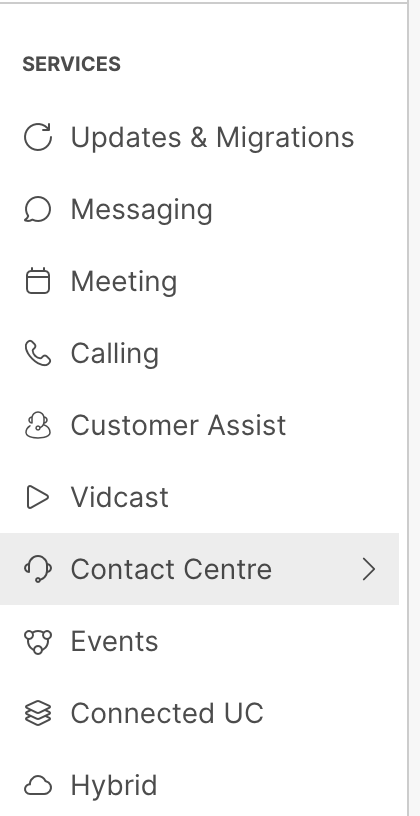 SERVICES
Updates & Migrations
Messaging
Meeting
Calling
Customer Assist
Vidcast
Contact Centre
Events
Connected UC
Hybrid